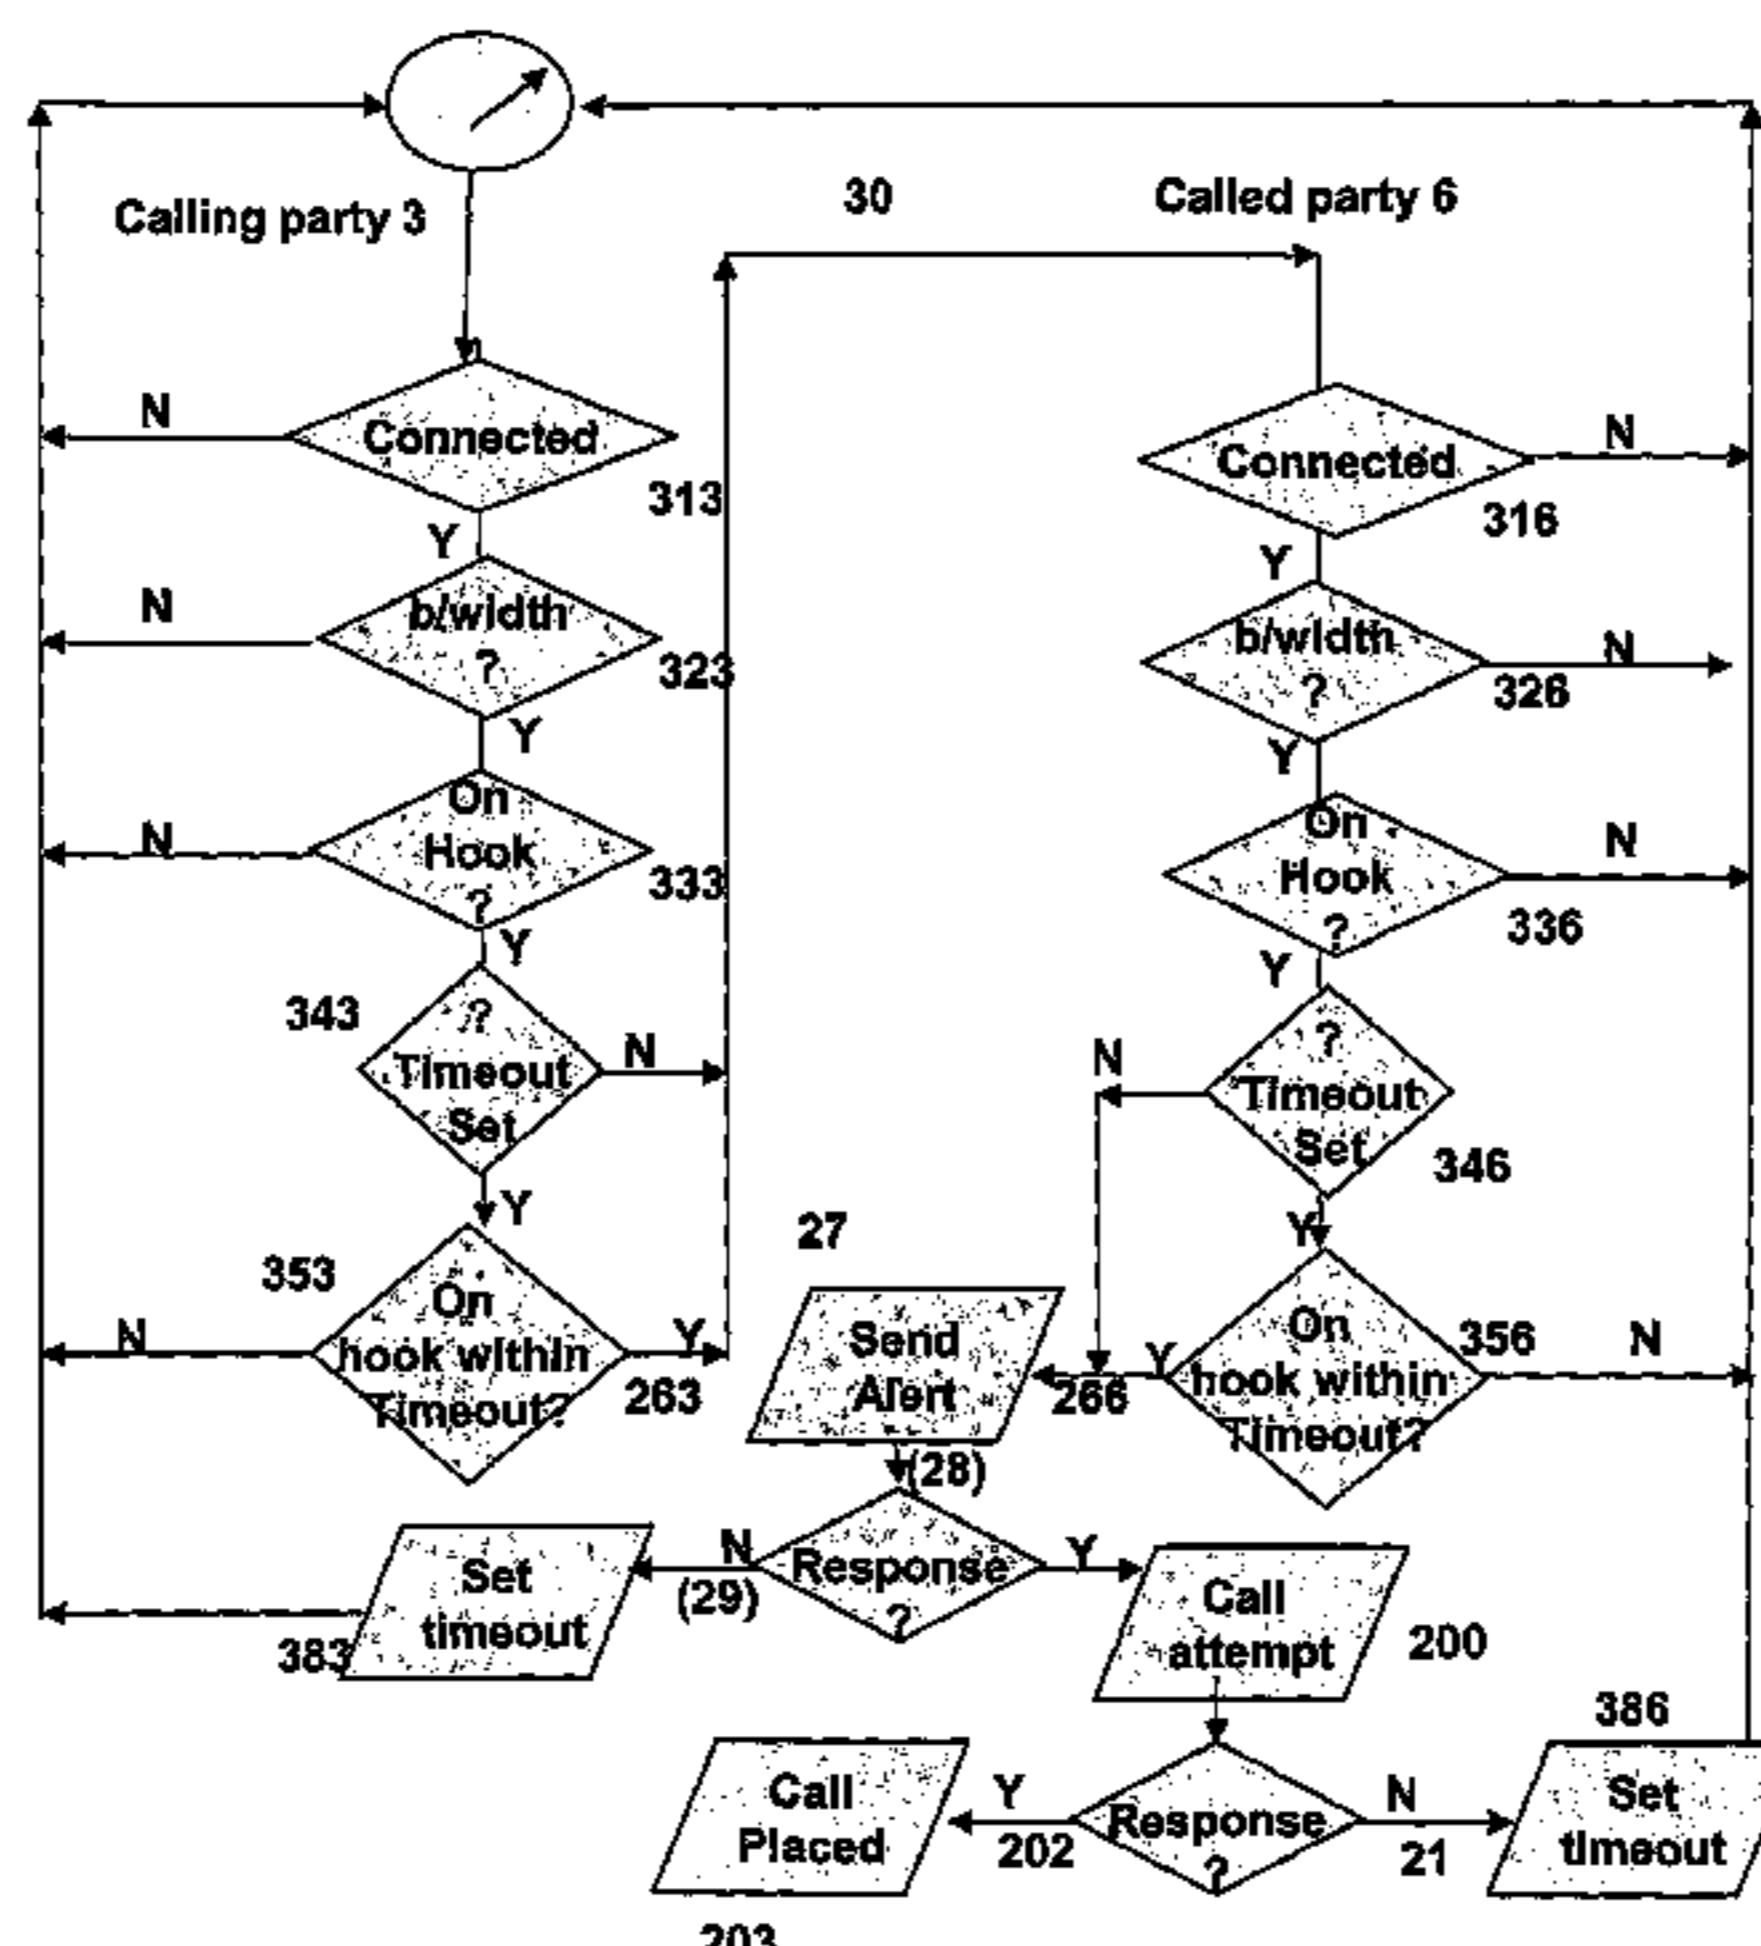 30
Called party 6
Calling party 3
N
Connected
313
Y
N
b/width
?
323
Y
N
On
Hook
?
333
Y
343
?
Timeout
Set
N
Y
353
N
On
hook within
Timeout?
Y
263
Connected
N
316
Y
b/width
?
N
326
Y
On
Hook
?
N
336
Y
N
?
Timeout
Set
346
Y
27
Send
Alert
Y
266
On
hook within
Timeout?
356
N
(28)
Set
timeout
383
N
(29)
Response
?
Y
Call
attempt
200
386
Call
Placed
203
Y
202
Response
?
N
21
Set
timeout